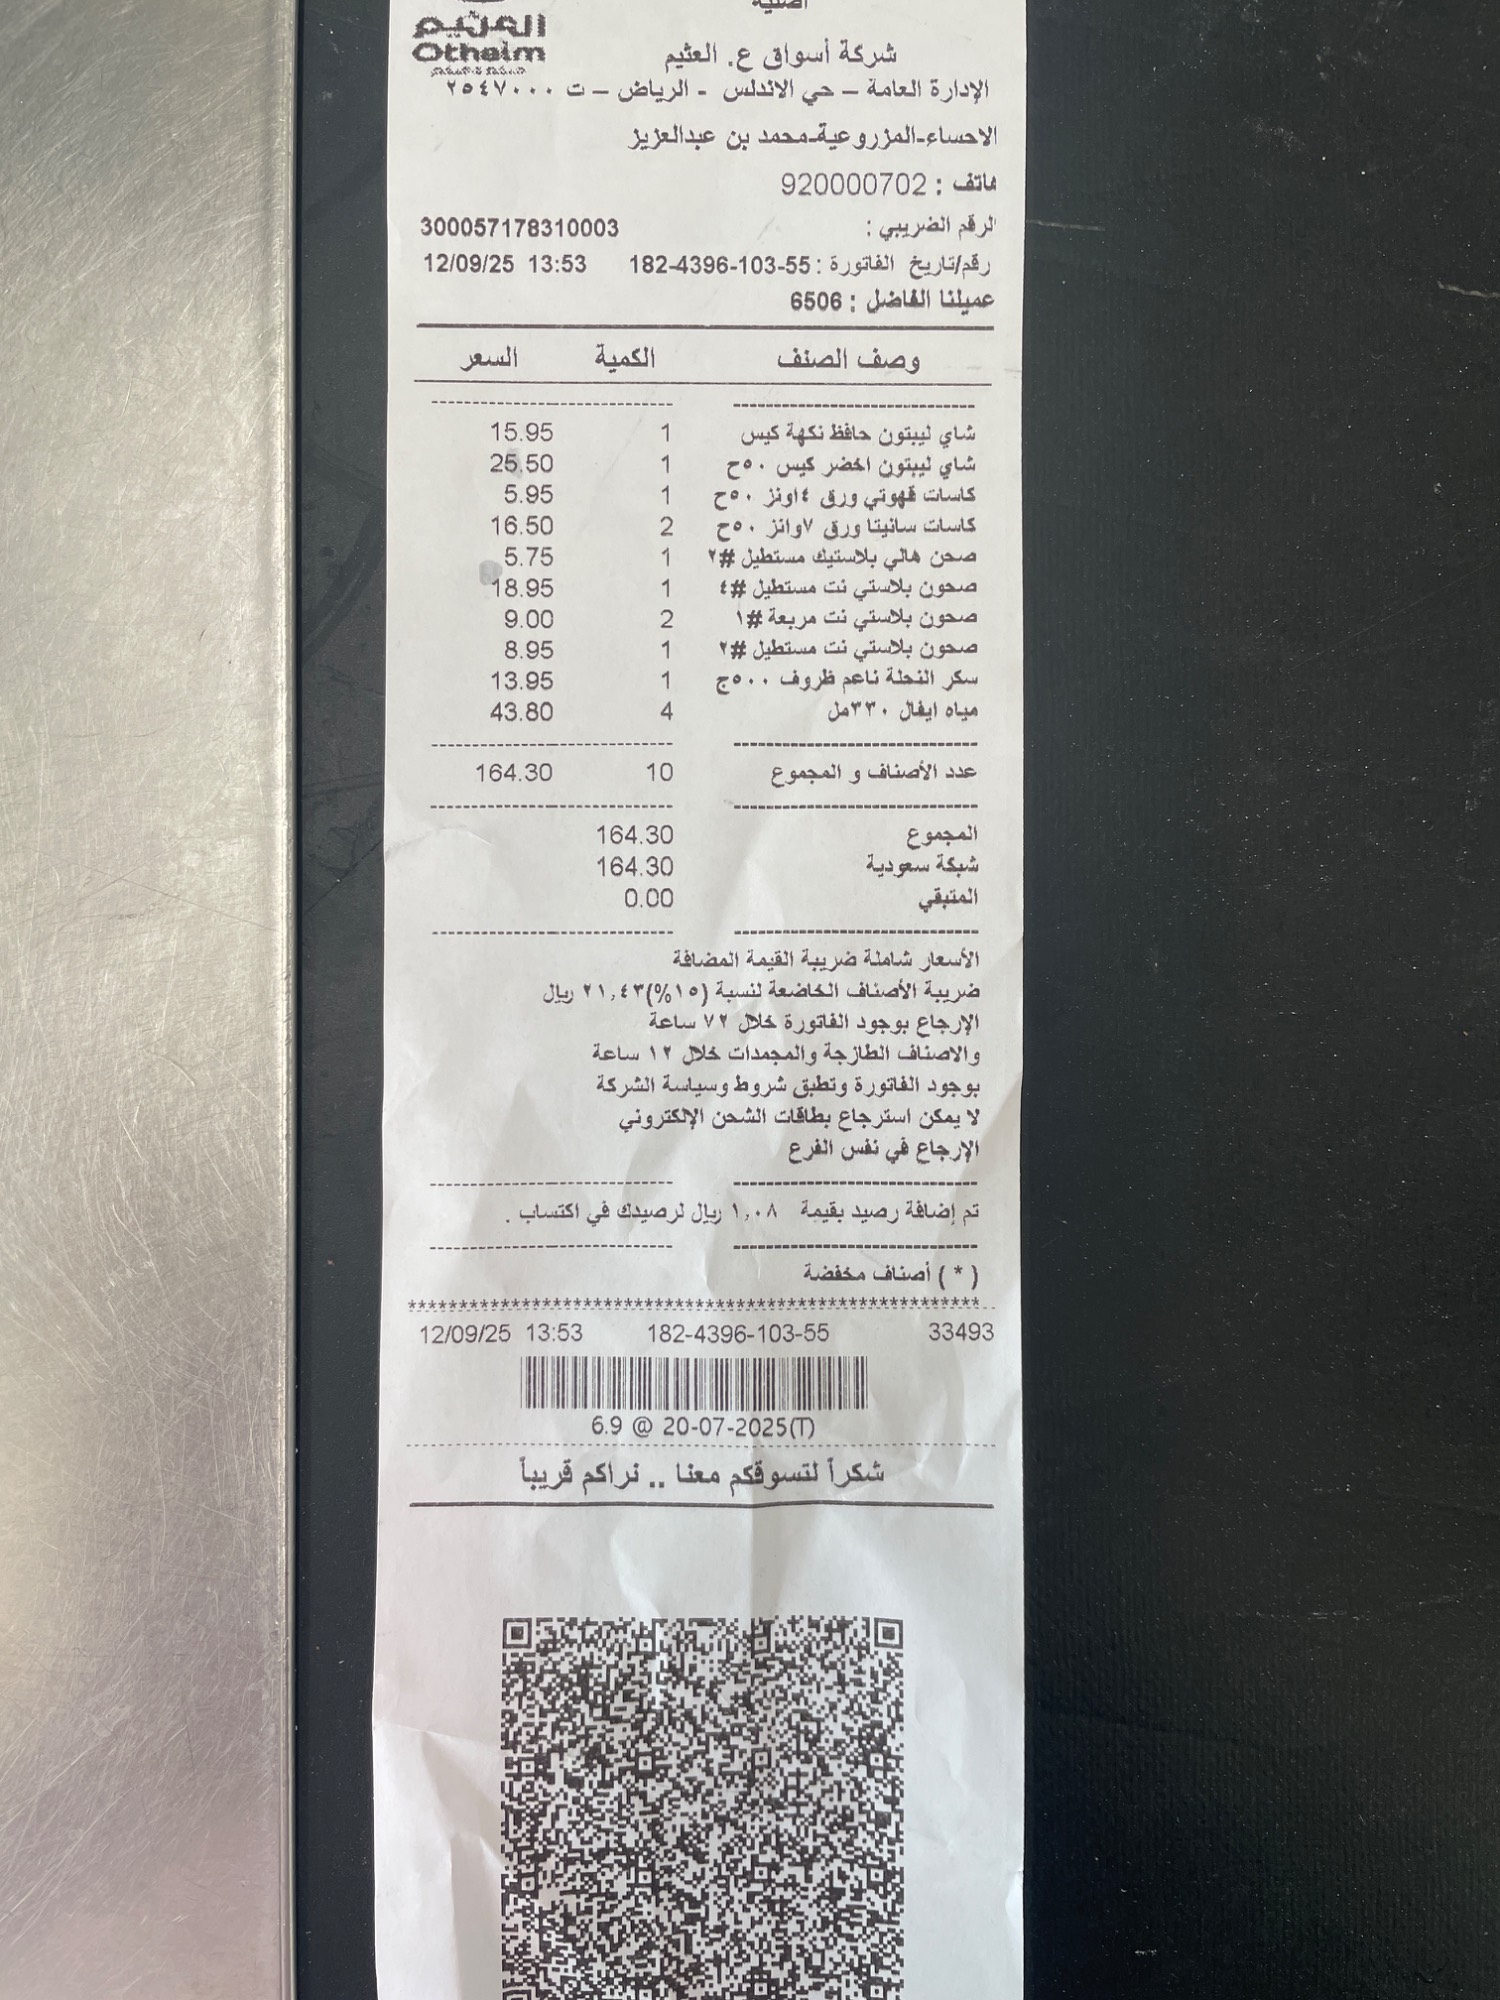 العثيم
Othaim
شركة أسواق ع. العثيم
الإدارة العامة – حي الاندلس - الرياض – ت ٢٥٤٧٠٠٠
الاحساء-المزروعية-محمد بن عبدالعزيز
هاتف : 920000702
الرقم الضريبي : 300057178310003
رقم/تاريخ الفاتورة : 182-4396-103-55 12/09/25 13:53
عميلنا الفاضل : 6506
وصف الصنف الكمية السعر
شاي ليبتون حافظ نكهة كيس 1 15.95
شاي ليبتون اخضر كيس ٥٠ح 1 25.50
كاسات قهوتي ورق ٤اونز ٥٠ح 1 5.95
كاسات سانيتا ورق ٧وانز ٥٠ح 2 16.50
صحن هالي بلاستيك مستطيل #٢ 1 5.75
صحون بلاستي نت مستطيل #٤ 1 18.95
صحون بلاستي نت مربعة #١ 2 9.00
صحون بلاستي نت مستطيل #٢ 1 8.95
سكر النحلة ناعم ظروف ٥٠٠ج 1 13.95
مياه ايفال ٣٣٠مل 4 43.80
عدد الأصناف و المجموع 10 164.30
المجموع 164.30
شبكة سعودية 164.30
المتبقي 0.00
الأسعار شاملة ضريبة القيمة المضافة
ضريبة الأصناف الخاضعة لنسبة (١٥%)٢١,٤٣ ريال
الإرجاع بوجود الفاتورة خلال ٧٢ ساعة
والاصناف الطازجة والمجمدات خلال ١٢ ساعة
بوجود الفاتورة وتطبق شروط وسياسة الشركة
لا يمكن استرجاع بطاقات الشحن الإلكتروني
الإرجاع في نفس الفرع
تم إضافة رصيد بقيمة ١,٠٨ ريال لرصيدك في اكتساب .
( * ) أصناف مخفضة
33493 182-4396-103-55 12/09/25 13:53
6.9 @ 20-07-2025(T)
شكراً لتسوقكم معنا .. نراكم قريباً